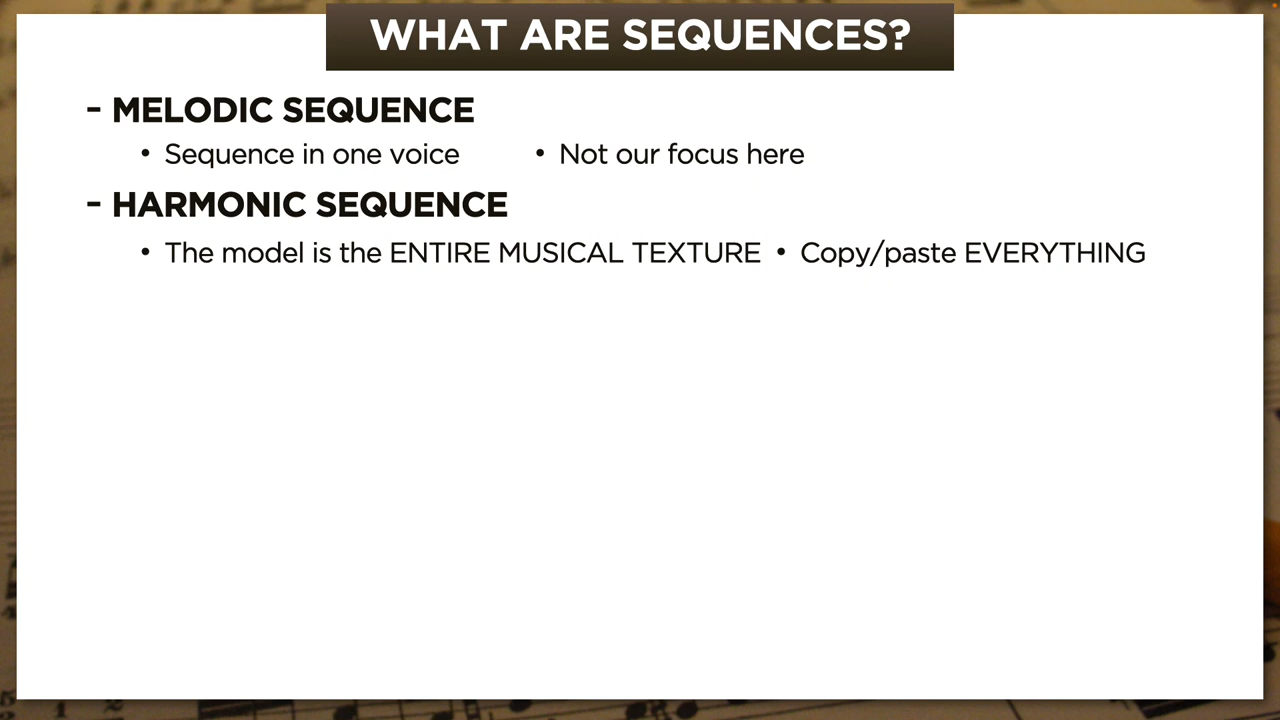 WHAT ARE SEQUENCES?
- MELODIC SEQUENCE
• Sequence in one voice • Not our focus here
- HARMONIC SEQUENCE
• The model is the ENTIRE MUSICAL TEXTURE • Copy/paste EVERYTHING